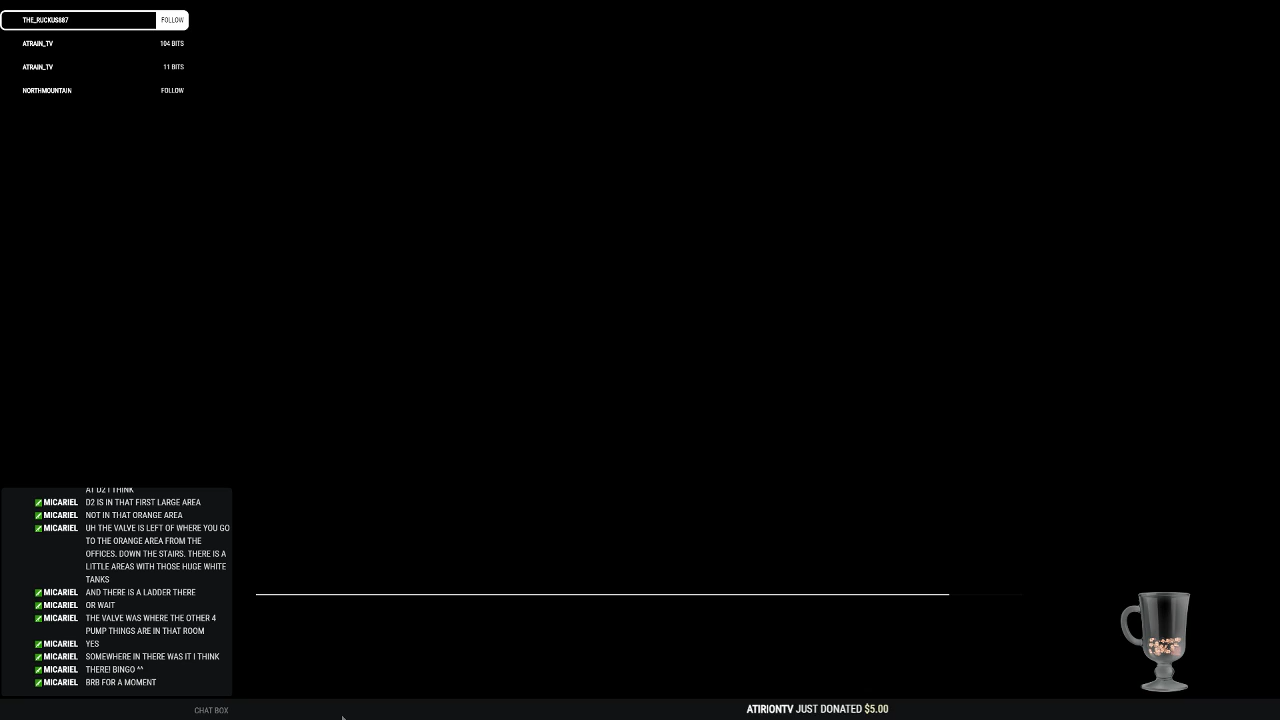 THE_RUCKUS687 FOLLOW
ATRAIN_TV 104 BITS
ATRAIN_TV 11 BITS
NORTHMOUNTAIN FOLLOW
AT D2 I THINK
MICARIEL D2 IS IN THAT FIRST LARGE AREA
MICARIEL NOT IN THAT ORANGE AREA
MICARIEL UH THE VALVE IS LEFT OF WHERE YOU GO
TO THE ORANGE AREA FROM THE
OFFICES. DOWN THE STAIRS. THERE IS A
LITTLE AREAS WITH THOSE HUGE WHITE
TANKS
MICARIEL AND THERE IS A LADDER THERE
MICARIEL OR WAIT
MICARIEL THE VALVE WAS WHERE THE OTHER 4
PUMP THINGS ARE IN THAT ROOM
MICARIEL YES
MICARIEL SOMEWHERE IN THERE WAS IT I THINK
MICARIEL THERE! BINGO ^^
MICARIEL BRB FOR A MOMENT
CHAT BOX
ATIRIONTV JUST DONATED $5.00